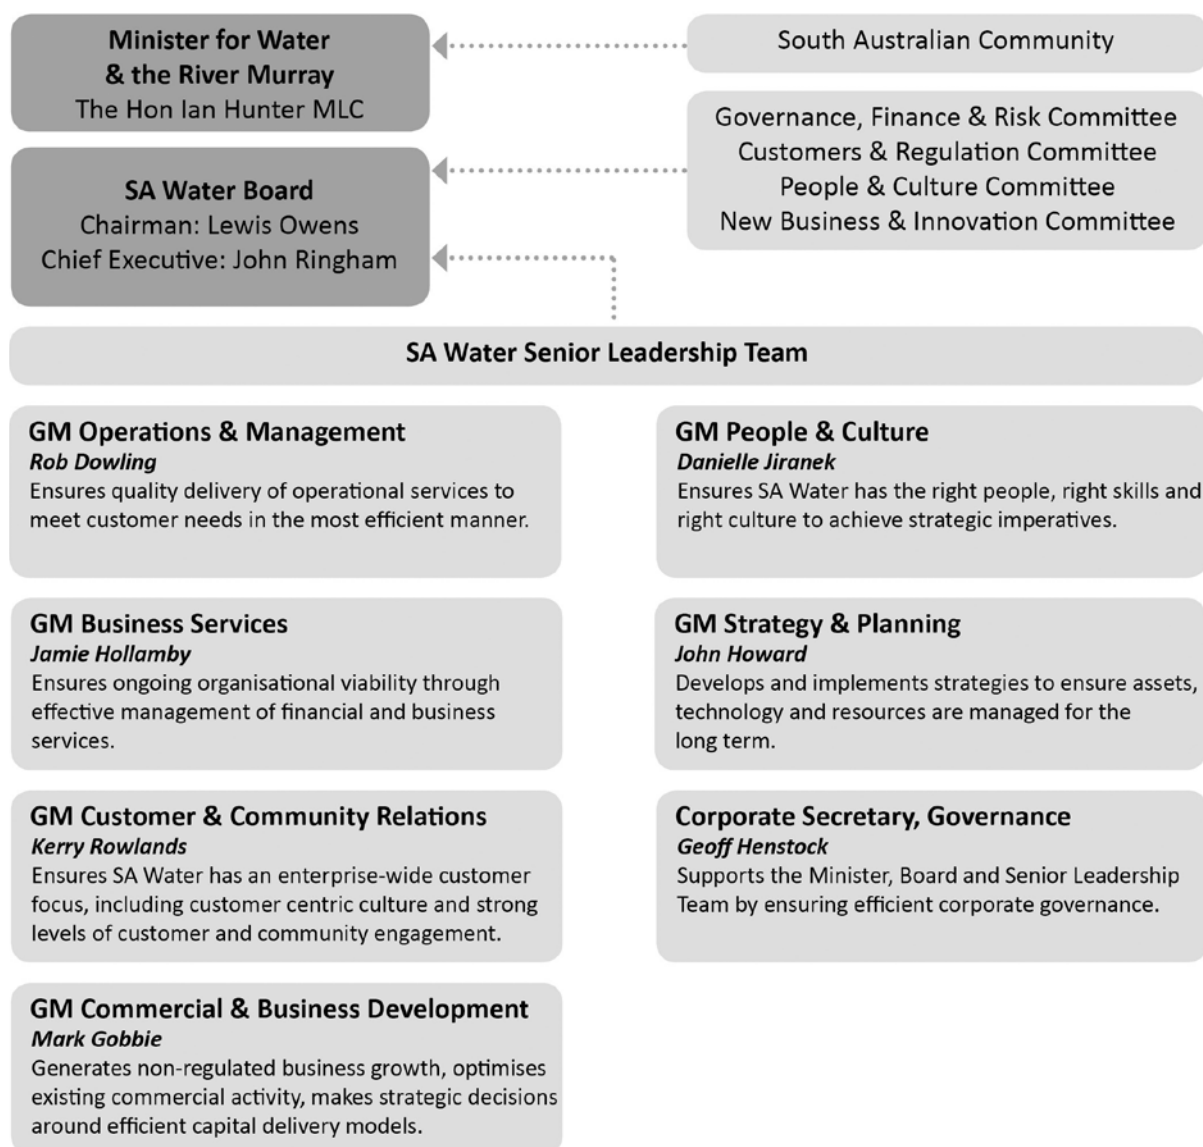 Minister for Water
& the River Murray
The Hon Ian Hunter MLC
South Australian Community
SA Water Board
Chairman: Lewis Owens
Chief Executive: John Ringham
Governance, Finance & Risk Committee
Customers & Regulation Committee
People & Culture Committee
New Business & Innovation Committee
SA Water Senior Leadership Team
GM Operations & Management
Rob Dowling
Ensures quality delivery of operational services to
meet customer needs in the most efficient manner.
GM People & Culture
Danielle Jiranek
Ensures SA Water has the right people, right skills and
right culture to achieve strategic imperatives.
GM Business Services
Jamie Hollamby
Ensures ongoing organisational viability through
effective management of financial and business
services.
GM Strategy & Planning
John Howard
Develops and implements strategies to ensure assets,
technology and resources are managed for the
long term.
GM Customer & Community Relations
Kerry Rowlands
Ensures SA Water has an enterprise-wide customer
focus, including customer centric culture and strong
levels of customer and community engagement.
Corporate Secretary, Governance
Geoff Henstock
Supports the Minister, Board and Senior Leadership
Team by ensuring efficient corporate governance.
GM Commercial & Business Development
Mark Gobbie
Generates non-regulated business growth, optimises
existing commercial activity, makes strategic decisions
around efficient capital delivery models.